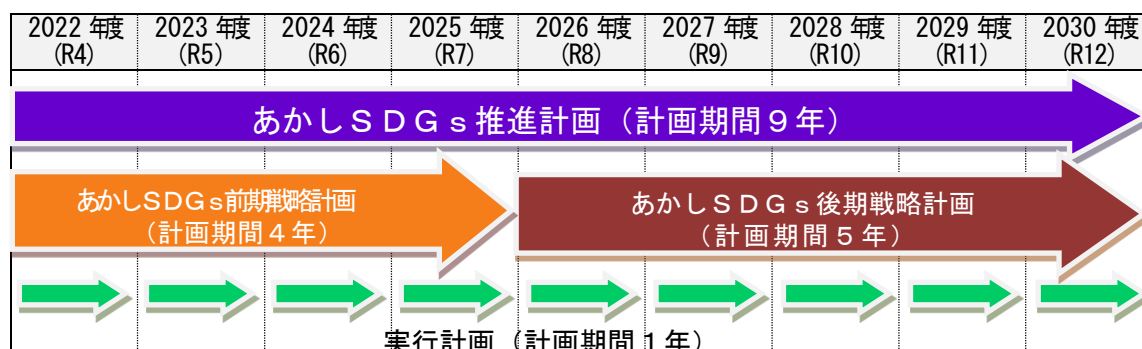 2022 年度 2023 年度 2024 年度 2025 年度 2026 年度 2027 年度 2028 年度 2029 年度 2030 年度
(R4) (R5) (R6) (R7) (R8) (R9) (R10) (R11) (R12)
あかしＳＤＧｓ推進計画（計画期間９年）
あかしSDGs前期戦略計画
（計画期間４年）
あかしＳＤＧｓ後期戦略計画
（計画期間５年）
実行計画（計画期間１年）